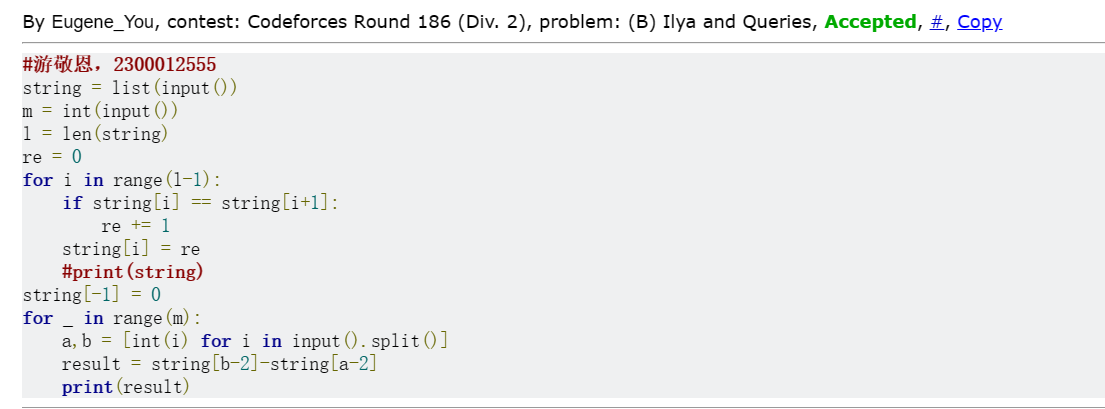 By Eugene_You, contest: Codeforces Round 186 (Div. 2), problem: (B) Ilya and Queries, Accepted, #, Copy
#游敬恩，2300012555
string = list(input())
m = int(input())
l = len(string)
re = 0
for i in range(l-1):
    if string[i] == string[i+1]:
        re += 1
    string[i] = re
    #print(string)
string[-1] = 0
for _ in range(m):
    a,b = [int(i) for i in input().split()]
    result = string[b-2]-string[a-2]
    print(result)